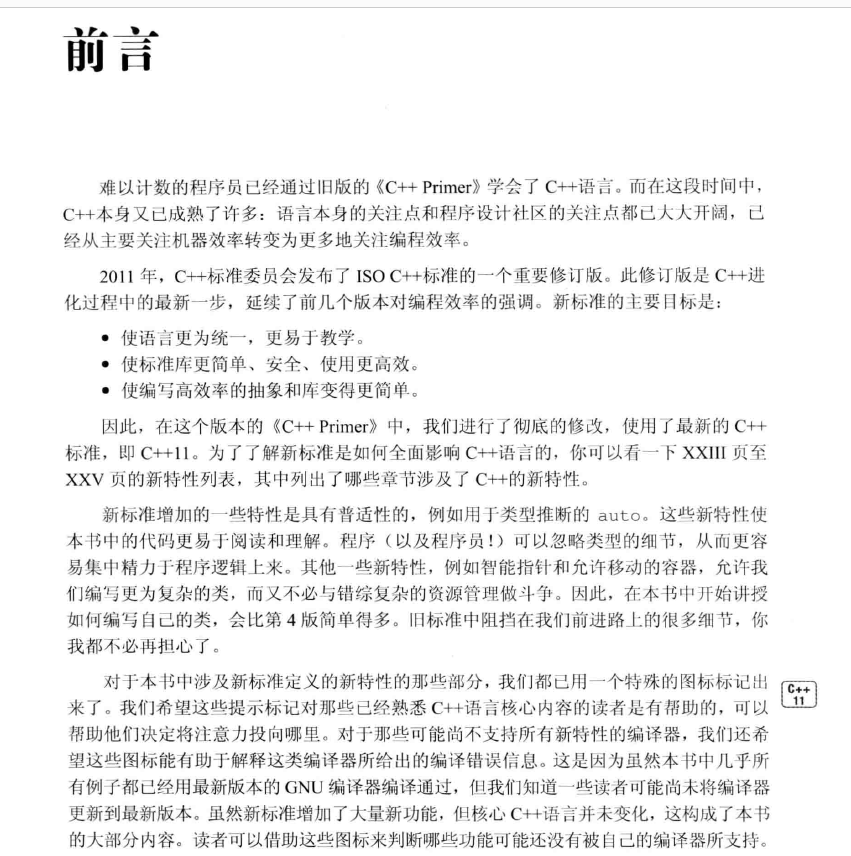 前言
难以计数的程序员已经通过旧版的《C++ Primer》学会了 C++语言。而在这段时间中，
C++本身又已成熟了许多：语言本身的关注点和程序设计社区的关注点都已大大开阔，已
经从主要关注机器效率转变为更多地关注编程效率。
2011 年，C++标准委员会发布了 ISO C++标准的一个重要修订版。此修订版是 C++进
化过程中的最新一步，延续了前几个版本对编程效率的强调。新标准的主要目标是：
● 使语言更为统一，更易于教学。
● 使标准库更简单、安全、使用更高效。
● 使编写高效率的抽象和库变得更简单。
因此，在这个版本的《C++ Primer》中，我们进行了彻底的修改，使用了最新的 C++
标准，即 C++11。为了了解新标准是如何全面影响 C++语言的，你可以看一下 XXIII 页至
XXV 页的新特性列表，其中列出了哪些章节涉及了 C++的新特性。
新标准增加的一些特性是具有普适性的，例如用于类型推断的 auto。这些新特性使
本书中的代码更易于阅读和理解。程序（以及程序员！）可以忽略类型的细节，从而更容
易集中精力于程序逻辑上来。其他一些新特性，例如智能指针和允许移动的容器，允许我
们编写更为复杂的类，而又不必与错综复杂的资源管理做斗争。因此，在本书中开始讲授
如何编写自己的类，会比第 4 版简单得多。旧标准中阻挡在我们前进路上的很多细节，你
我都不必再担心了。
对于本书中涉及新标准定义的新特性的那些部分，我们都已用一个特殊的图标标记出
来了。我们希望这些提示标记对那些已经熟悉 C++语言核心内容的读者是有帮助的，可以
帮助他们决定将注意力投向哪里。对于那些可能尚不支持所有新特性的编译器，我们还希
望这些图标能有助于解释这类编译器所给出的编译错误信息。这是因为虽然本书中几乎所
有例子都已经用最新版本的 GNU 编译器编译通过，但我们知道一些读者可能尚未将编译器
更新到最新版本。虽然新标准增加了大量新功能，但核心 C++语言并未变化，这构成了本书
的大部分内容。读者可以借助这些图标来判断哪些功能可能还没有被自己的编译器所支持。
C++
11